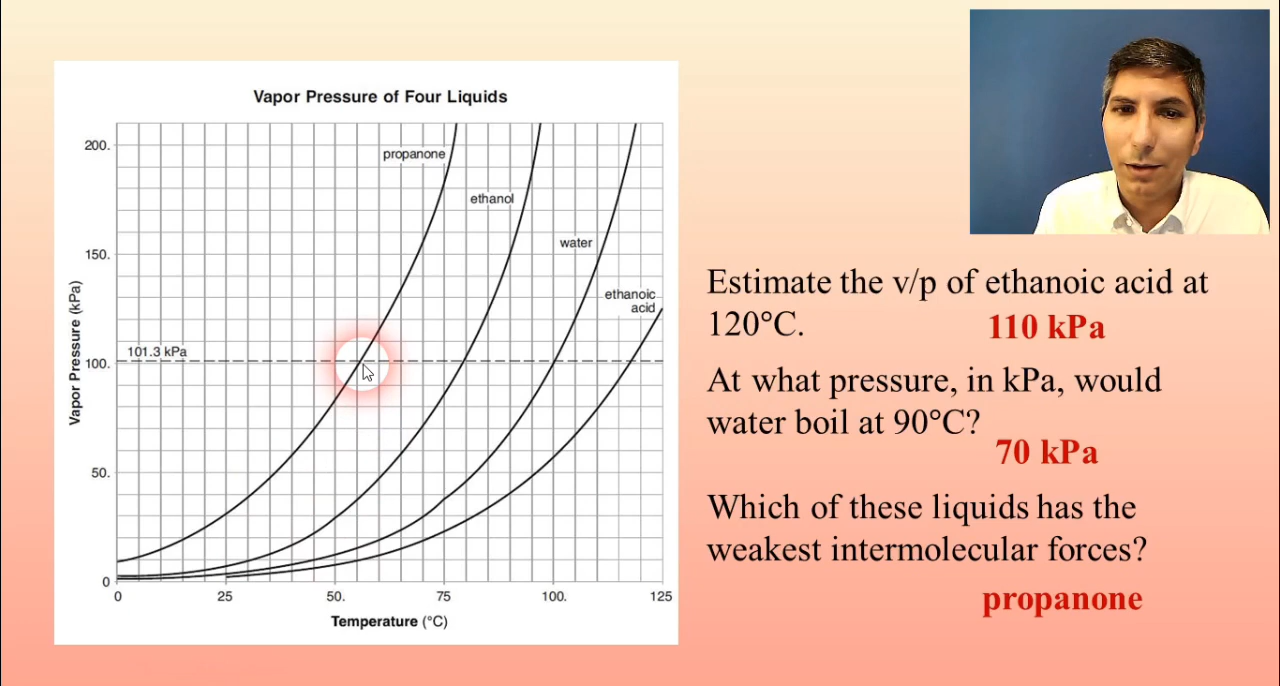 Vapor Pressure of Four Liquids
200.
150.
100.
50.
0
Vapor Pressure (kPa)
101.3 kPa
propanone
ethanol
water
ethanoic
acid
0
25
50.
75
100.
125
Temperature (°C)
Estimate the v/p of ethanoic acid at
120°C.
110 kPa
At what pressure, in kPa, would
water boil at 90°C?
70 kPa
Which of these liquids has the
weakest intermolecular forces?
propanone